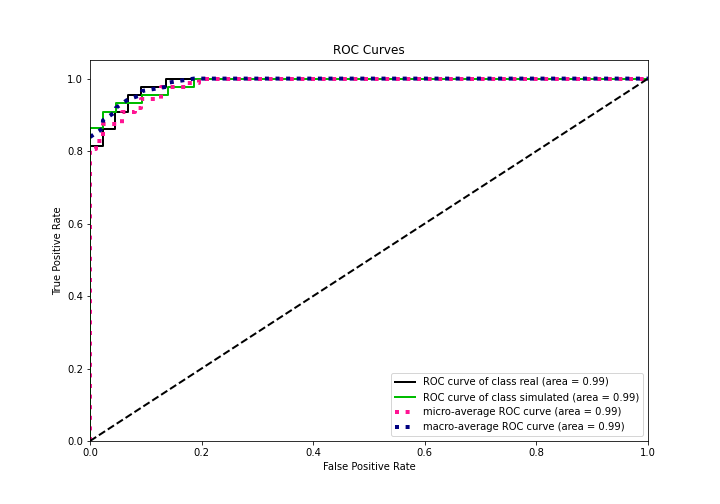 ROC Curves
True Positive Rate
1.0
0.8
0.6
0.4
0.2
0.0
ROC curve of class real (area = 0.99)
ROC curve of class simulated (area = 0.99)
micro-average ROC curve (area = 0.99)
macro-average ROC curve (area = 0.99)
0.0 0.2 0.4 0.6 0.8 1.0
False Positive Rate